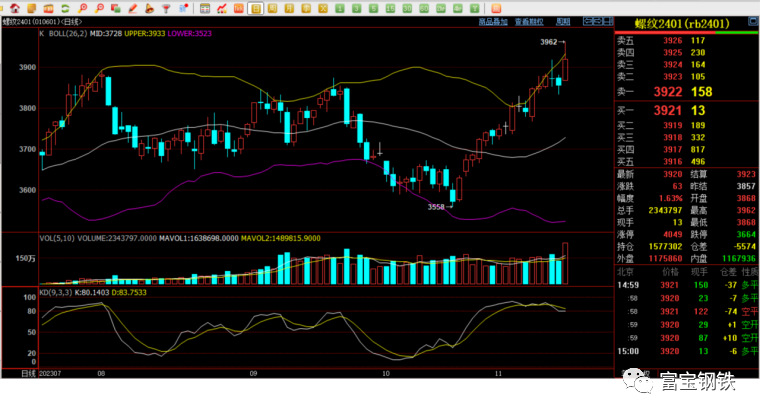 螺纹2401(010601)<日线>
商品叠加 查看期权 周期
K BOLL(26,2) MID:3728 UPPER:3933 LOWER:3523
3962
3900
3800
3700
3600
3558
VOL(5,10) VOLUME:2343797.0000 MAVOL1:1638698.0000 MAVOL2:1489815.9000
150万
KD(9,3,3) K:80.1403 D:83.7533
100
80
50
20
0
日线 202307 08 09 10 11
螺纹2401(rb2401)
卖五 3926 117
卖四 3925 230
卖三 3924 164
卖二 3923 105
卖一 3922 158
买一 3921 13
买二 3919 189
买三 3918 332
买四 3917 817
买五 3916 496
最新 3920 结算 3923
涨跌 63 昨结 3857
幅度 1.63% 开盘 3868
总手 2343797 最高 3962
现手 13 最低 3868
涨停 4049 跌停 3664
持仓 1577302 仓差 -5574
外盘 1175860 内盘 1167936
北京 价格 现手 仓差 性质
14:59 3921 150 -37 多平
:58 3920 23 -7 多平
:58 3921 122 -74 空平
:59 3920 29 +1 空开
:59 3920 87 +10 空开
15:00 3920 13 -6 多平
富宝钢铁